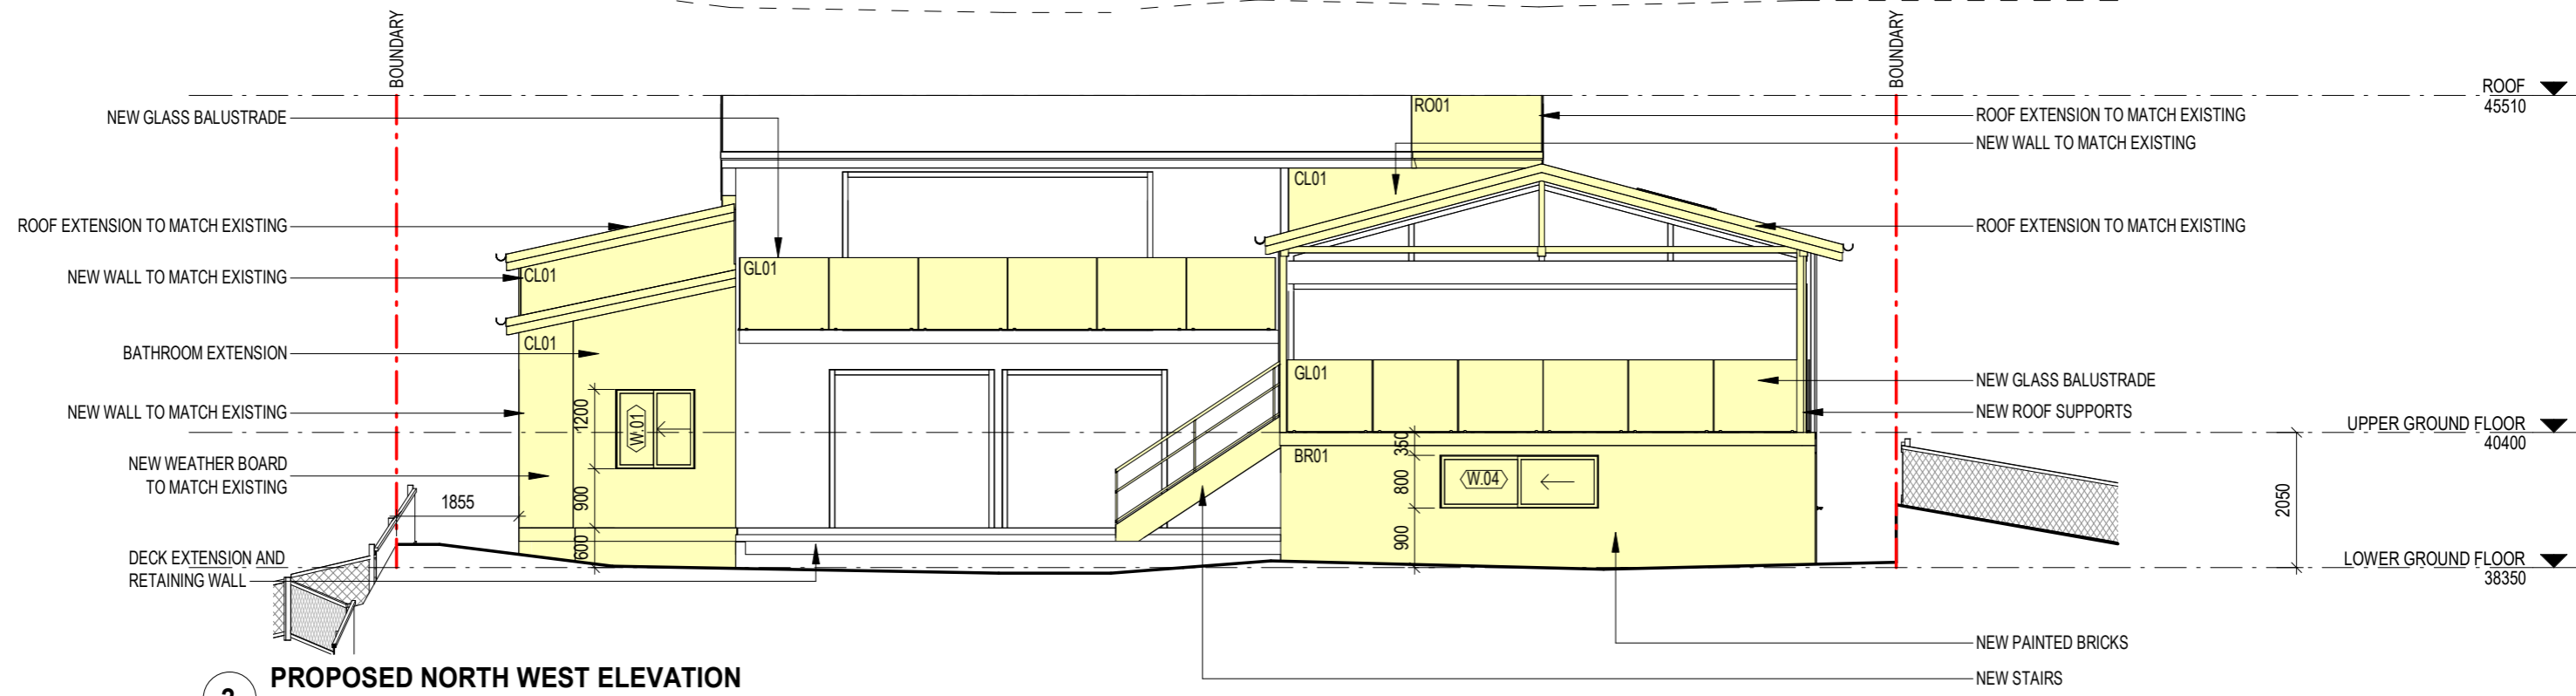 BOUNDARY
BOUNDARY
ROOF
45510
NEW GLASS BALUSTRADE
RO01
ROOF EXTENSION TO MATCH EXISTING
NEW WALL TO MATCH EXISTING
CL01
ROOF EXTENSION TO MATCH EXISTING
ROOF EXTENSION TO MATCH EXISTING
NEW WALL TO MATCH EXISTING
CL01
GL01
CL01
BATHROOM EXTENSION
GL01
NEW GLASS BALUSTRADE
NEW WALL TO MATCH EXISTING
1200
W.01
NEW ROOF SUPPORTS
UPPER GROUND FLOOR
40400
350
BR01
NEW WEATHER BOARD
TO MATCH EXISTING
W.04
800
1855
900
2050
900
600
DECK EXTENSION AND
RETAINING WALL
LOWER GROUND FLOOR
38350
NEW PAINTED BRICKS
NEW STAIRS
PROPOSED NORTH WEST ELEVATION
2